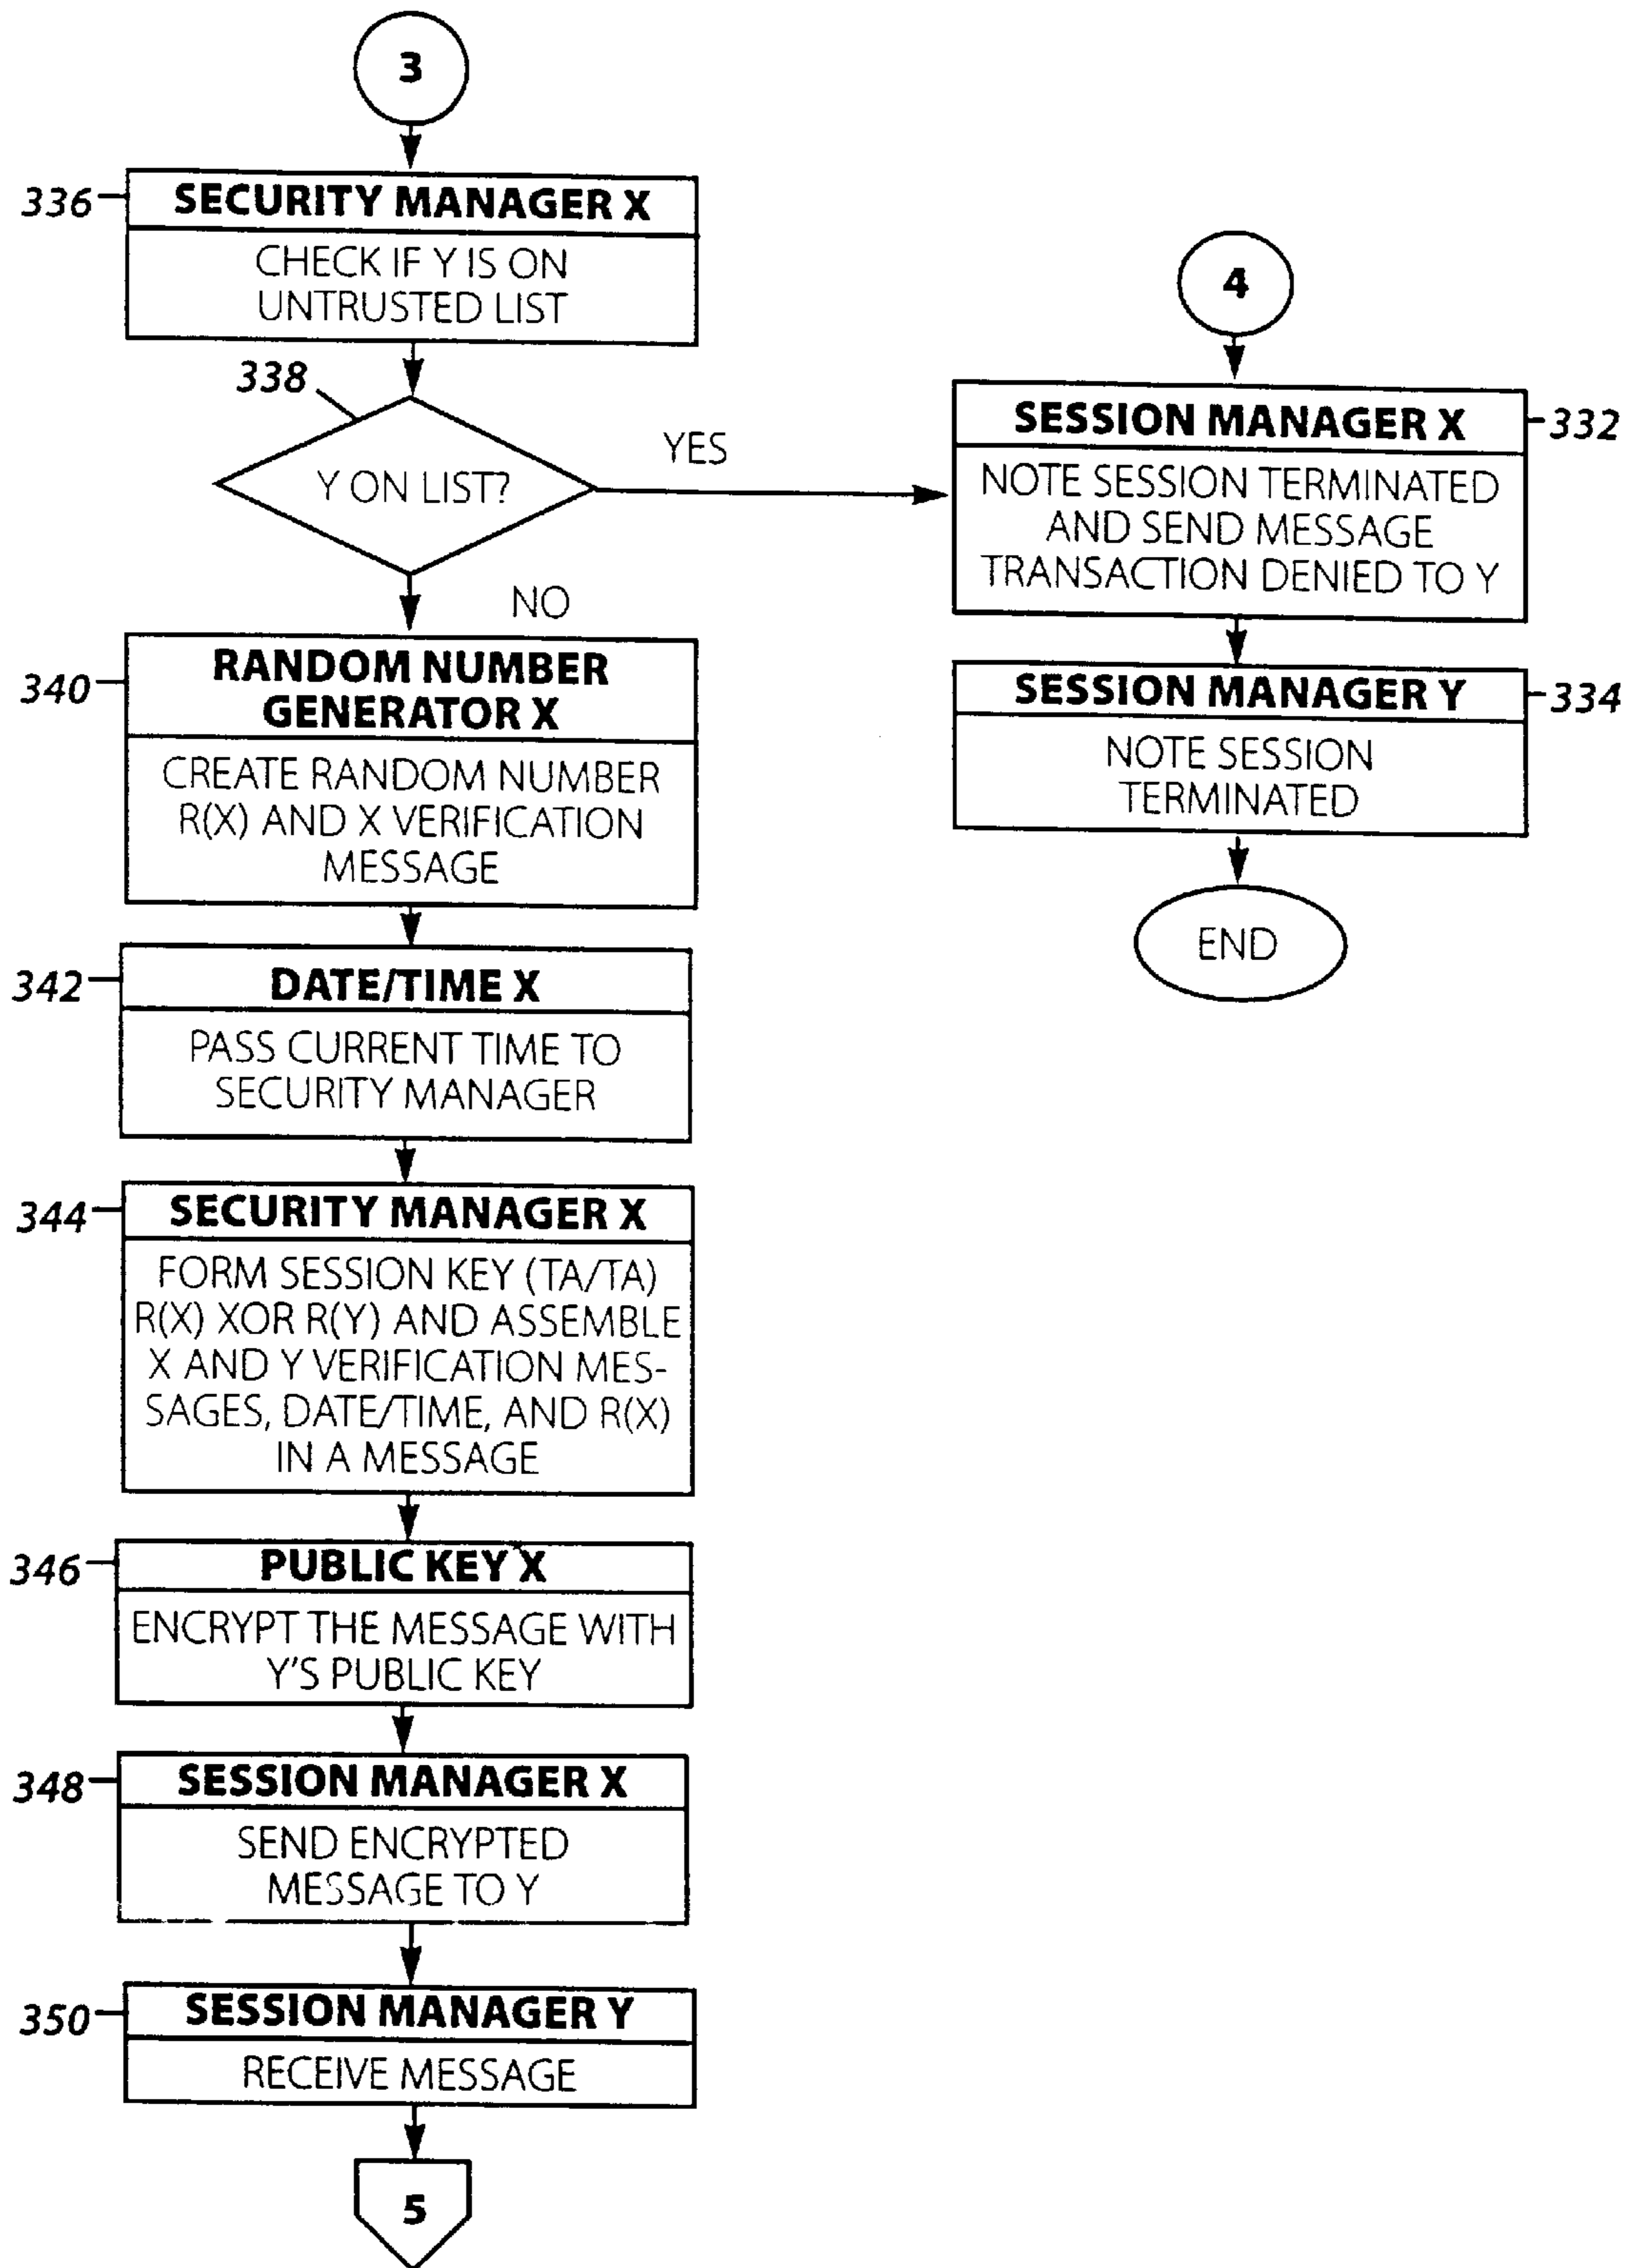 3
336
SECURITY MANAGER X
CHECK IF Y IS ON
UNTRUSTED LIST
338
Y ON LIST?
YES
NO
340
RANDOM NUMBER
GENERATOR X
CREATE RANDOM NUMBER
R(X) AND X VERIFICATION
MESSAGE
342
DATE/TIME X
PASS CURRENT TIME TO
SECURITY MANAGER
344
SECURITY MANAGER X
FORM SESSION KEY (TA/TA)
R(X) XOR R(Y) AND ASSEMBLE
X AND Y VERIFICATION MES-
SAGES, DATE/TIME, AND R(X)
IN A MESSAGE
346
PUBLIC KEY X
ENCRYPT THE MESSAGE WITH
Y'S PUBLIC KEY
348
SESSION MANAGER X
SEND ENCRYPTED
MESSAGE TO Y
350
SESSION MANAGER Y
RECEIVE MESSAGE
5
4
SESSION MANAGER X
332
NOTE SESSION TERMINATED
AND SEND MESSAGE
TRANSACTION DENIED TO Y
SESSION MANAGER Y
334
NOTE SESSION
TERMINATED
END